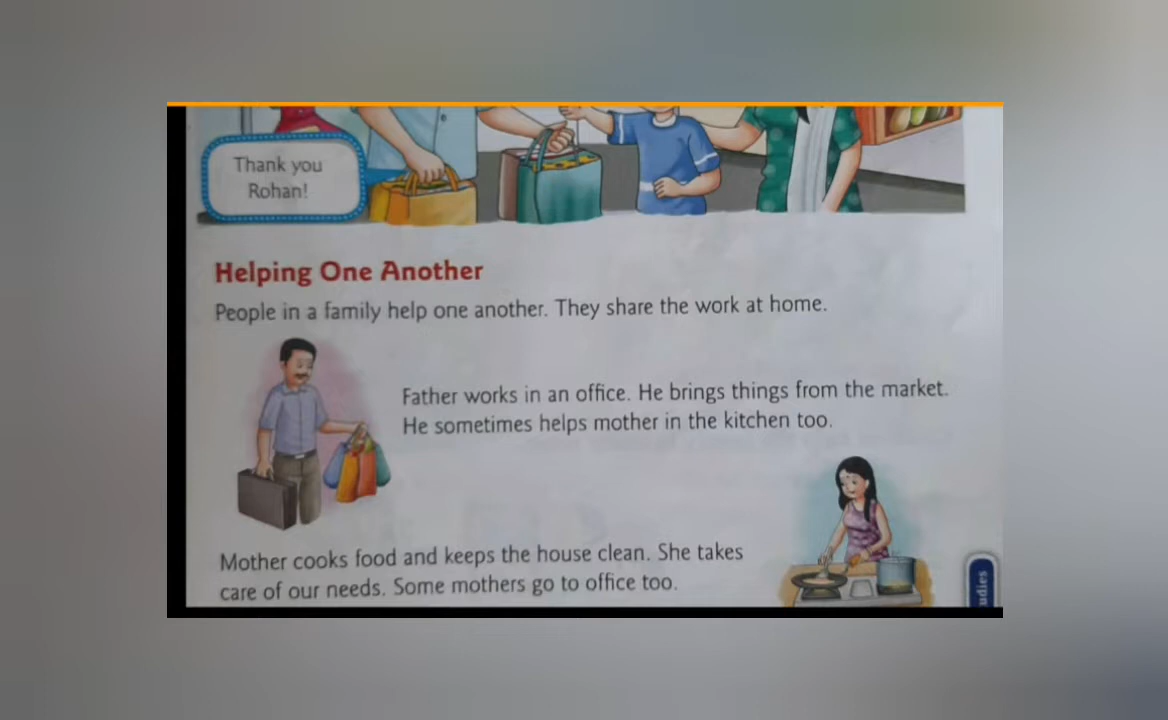 Thank you
Rohan!
Helping One Another
People in a family help one another. They share the work at home.
Father works in an office. He brings things from the market.
He sometimes helps mother in the kitchen too.
Mother cooks food and keeps the house clean. She takes
care of our needs. Some mothers go to office too.